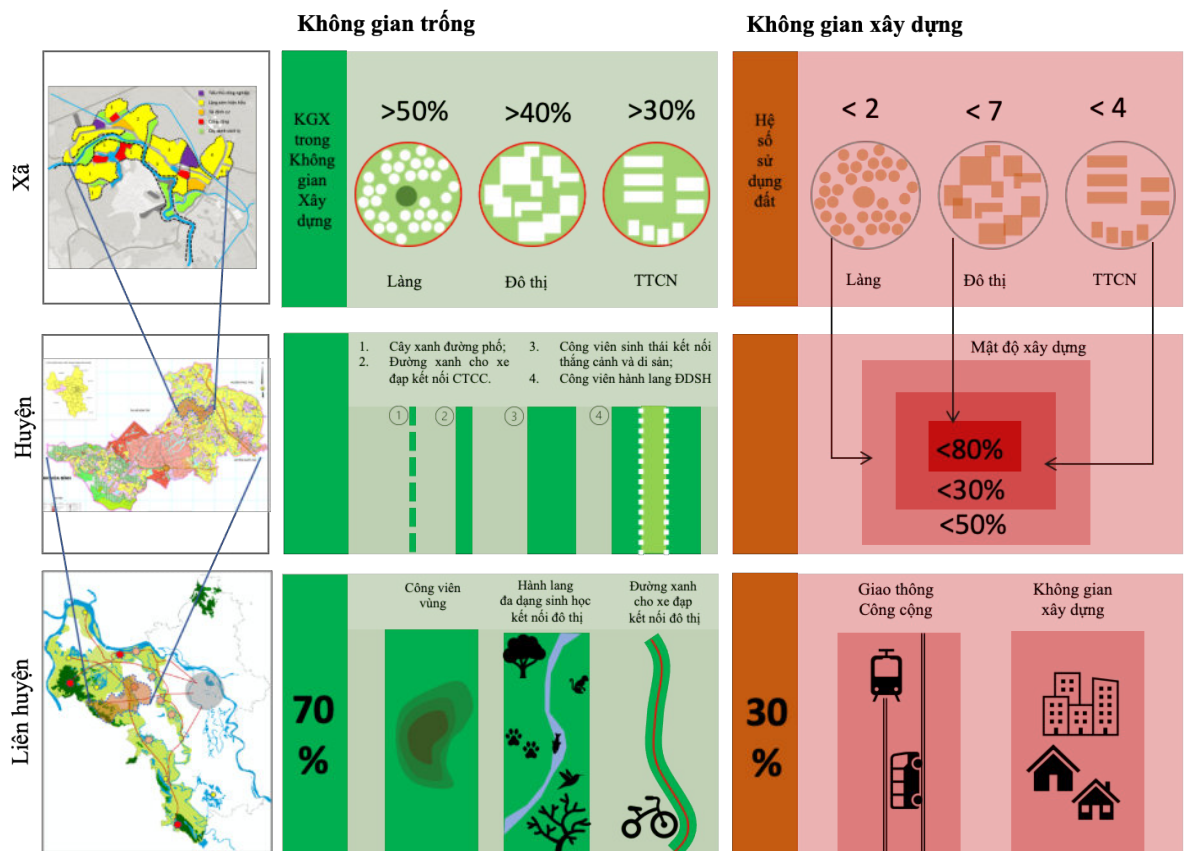 Không gian trống
Không gian xây dựng
Xã
KGX
trong
Không
gian
Xây
dựng
>50%
>40%
>30%
Làng
Đô thị
TTCN
Hệ
số
sử
dụng
đất
< 2
< 7
< 4
Làng
Đô thị
TTCN
Huyện
1. Cây xanh đường phố;
2. Đường xanh cho xe
đạp kết nối CTCC.
3. Công viên sinh thái kết nối
thắng cảnh và di sản;
4. Công viên hành lang ĐDSH
1
2
3
4
Mật độ xây dựng
<80%
<30%
<50%
Liên huyện
70
%
Công viên
vùng
Hành lang
đa dạng sinh học
kết nối đô thị
Đường xanh
cho xe đạp
kết nối đô thị
30
%
Giao thông
Công cộng
Không gian
xây dựng